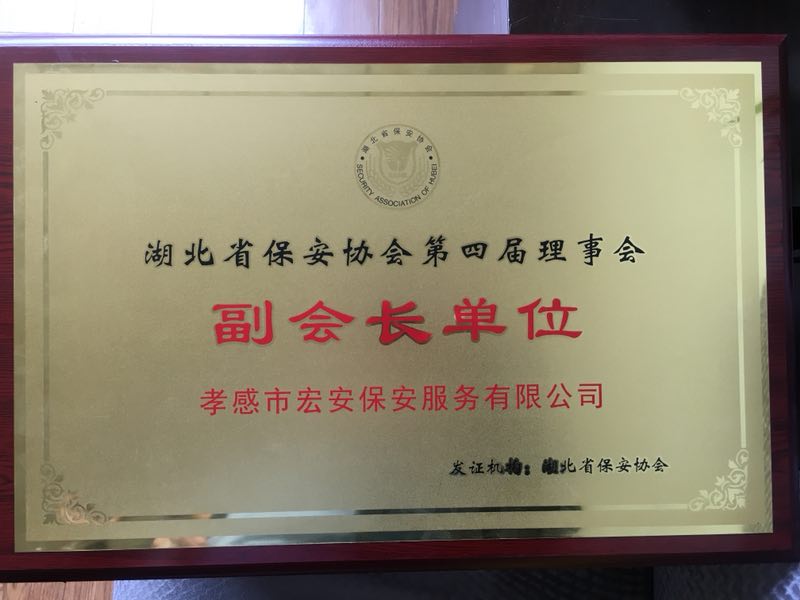 湖北省保安协会
SECURITY ASSOCIATION OF HUBEI
湖北省保安协会第四届理事会
副会长单位
孝感市宏安保安服务有限公司
发证机构：湖北省保安协会